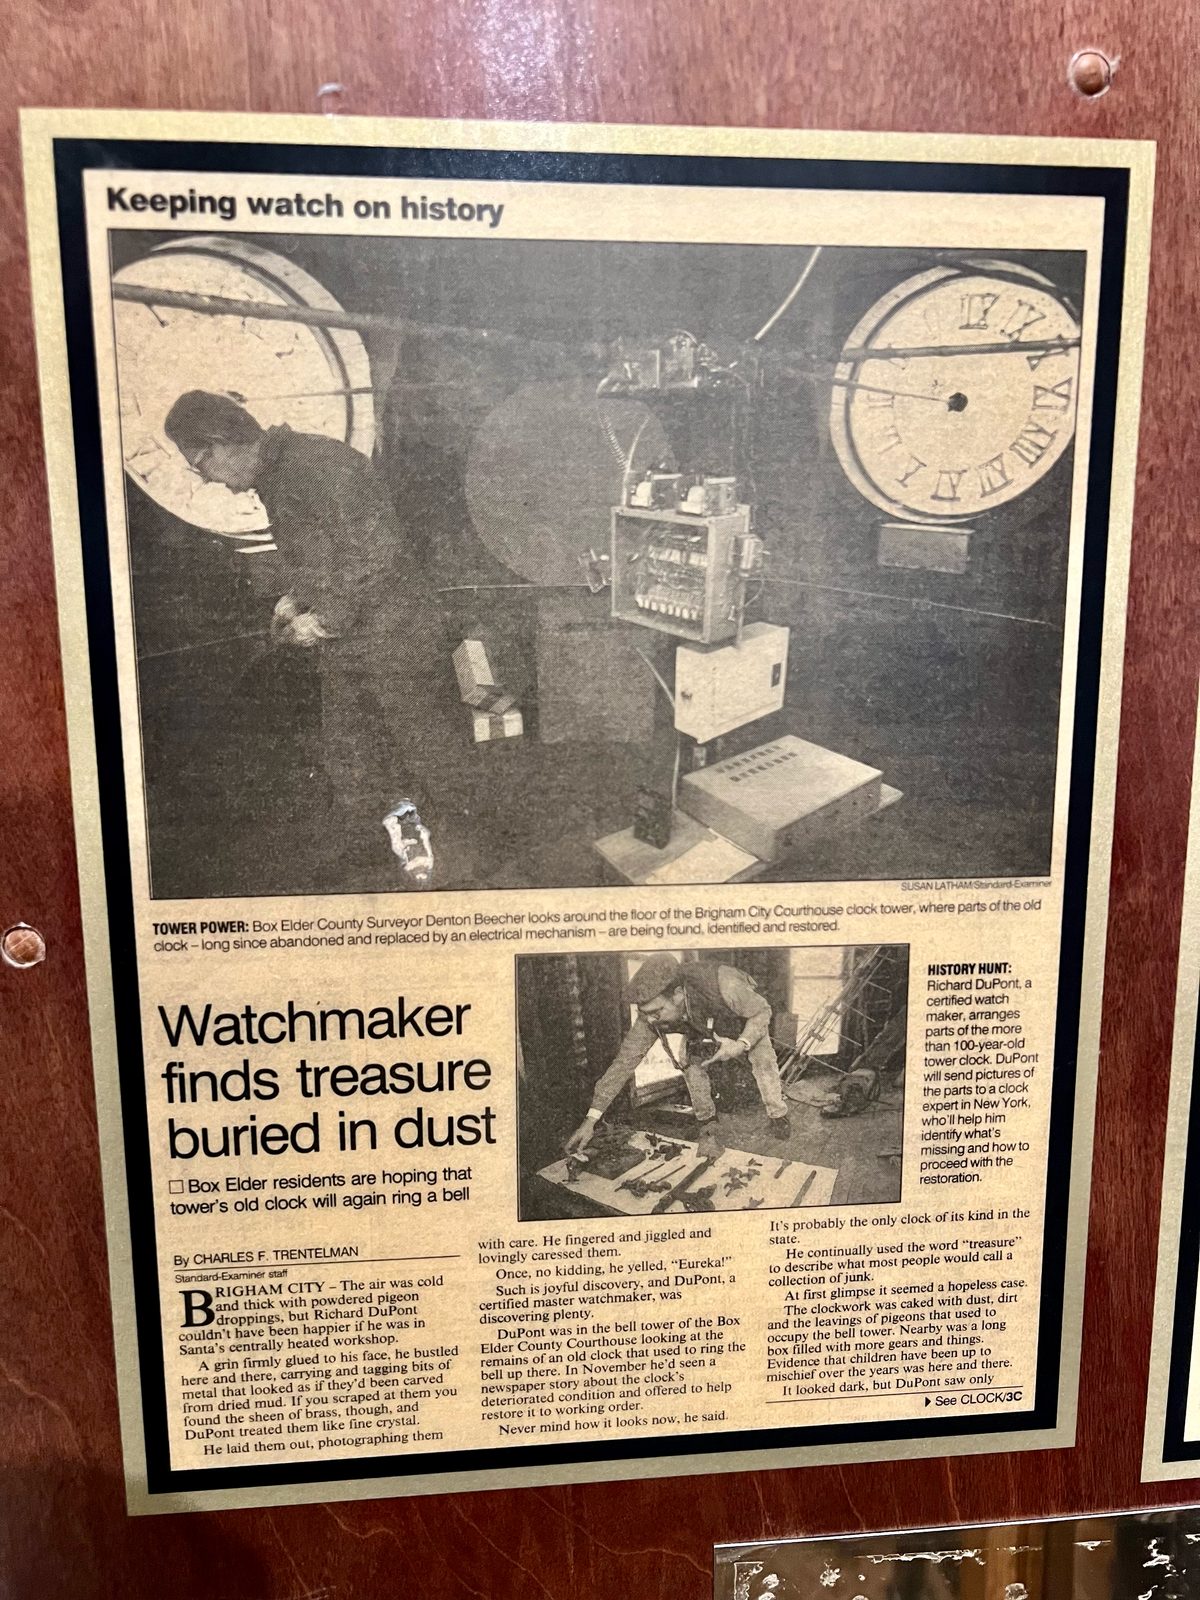 Keeping watch on history
SUSAN LATHAM/Standard-Examiner
TOWER POWER: Box Elder County Surveyor Denton Beecher looks around the floor of the Brigham City Courthouse clock tower, where parts of the old
clock – long since abandoned and replaced by an electrical mechanism – are being found, identified and restored.
HISTORY HUNT:
Richard DuPont, a
certified watch
maker, arranges
parts of the more
than 100-year-old
tower clock. DuPont
will send pictures of
the parts to a clock
expert in New York,
who'll help him
identify what's
missing and how to
proceed with the
restoration.
Watchmaker
finds treasure
buried in dust
□ Box Elder residents are hoping that
tower's old clock will again ring a bell
By CHARLES F. TRENTELMAN
Standard-Examiner staff
BRIGHAM CITY – The air was cold
and thick with powdered pigeon
droppings, but Richard DuPont
couldn't have been happier if he was in
Santa's centrally heated workshop.
A grin firmly glued to his face, he bustled
here and there, carrying and tagging bits of
metal that looked as if they'd been carved
from dried mud. If you scraped at them you
found the sheen of brass, though, and
DuPont treated them like fine crystal.
He laid them out, photographing them
with care. He fingered and jiggled and
lovingly caressed them.
Once, no kidding, he yelled, "Eureka!"
Such is joyful discovery, and DuPont, a
certified master watchmaker, was
discovering plenty.
DuPont was in the bell tower of the Box
Elder County Courthouse looking at the
remains of an old clock that used to ring the
bell up there. In November he'd seen a
newspaper story about the clock's
deteriorated condition and offered to help
restore it to working order.
Never mind how it looks now, he said.
It's probably the only clock of its kind in the
state.
He continually used the word "treasure"
to describe what most people would call a
collection of junk.
At first glimpse it seemed a hopeless case.
The clockwork was caked with dust, dirt
and the leavings of pigeons that used to
occupy the bell tower. Nearby was a long
box filled with more gears and things.
Evidence that children have been up to
mischief over the years was here and there.
It looked dark, but DuPont saw only
▶ See CLOCK/3C